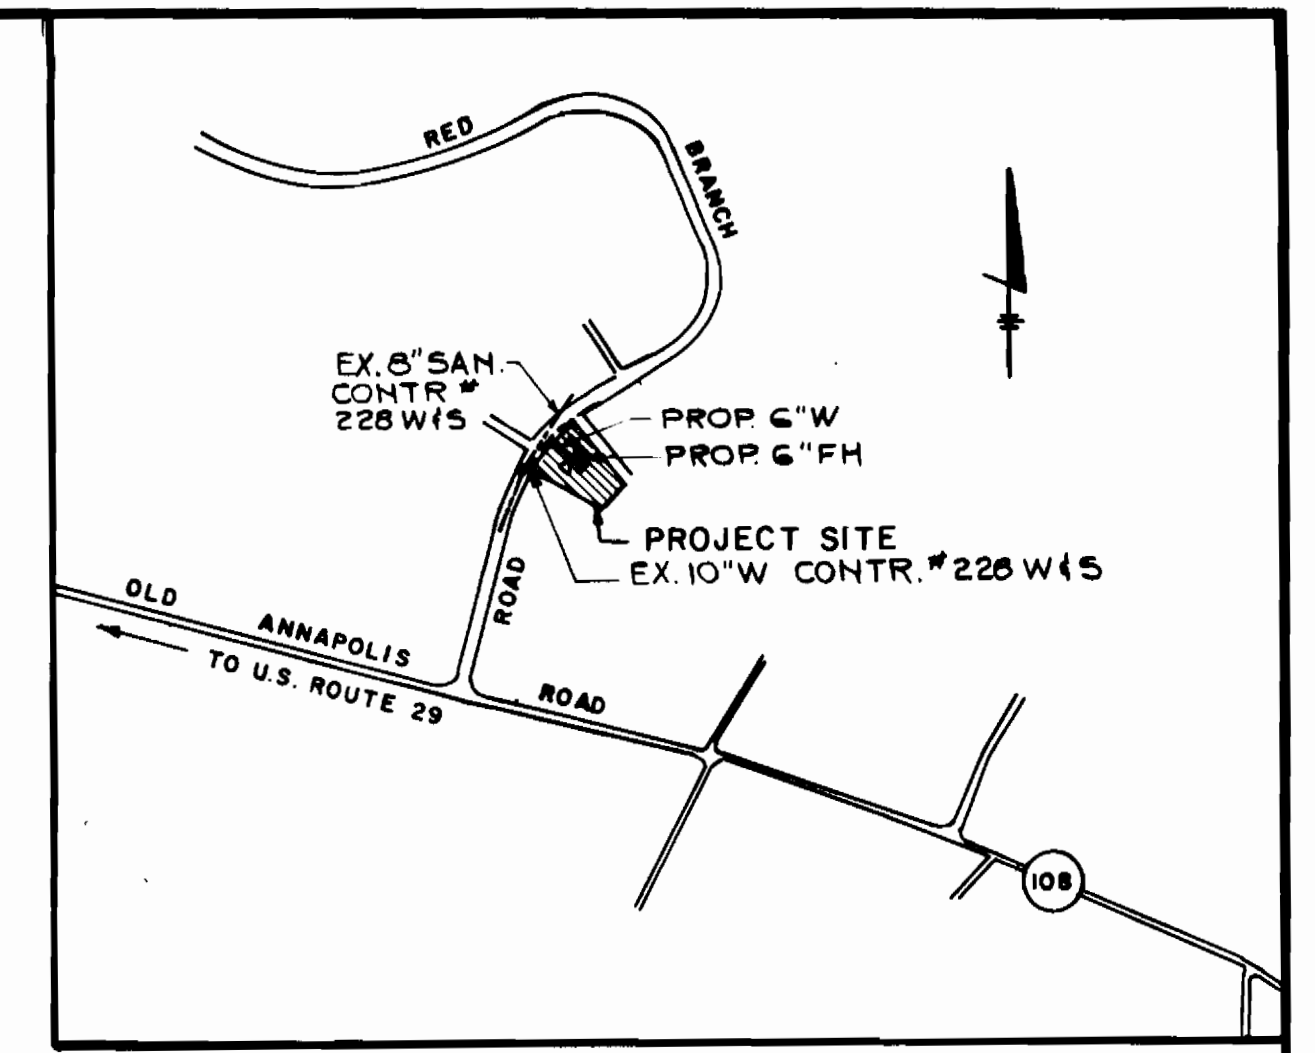 RED
BRANCH
EX. 8" SAN.
CONTR #
228 W&S
PROP. 6"W
PROP. 6"FH
PROJECT SITE
EX. 10"W CONTR. # 228 W&S
ROAD
OLD
ANNAPOLIS
ROAD
TO U.S. ROUTE 29
108